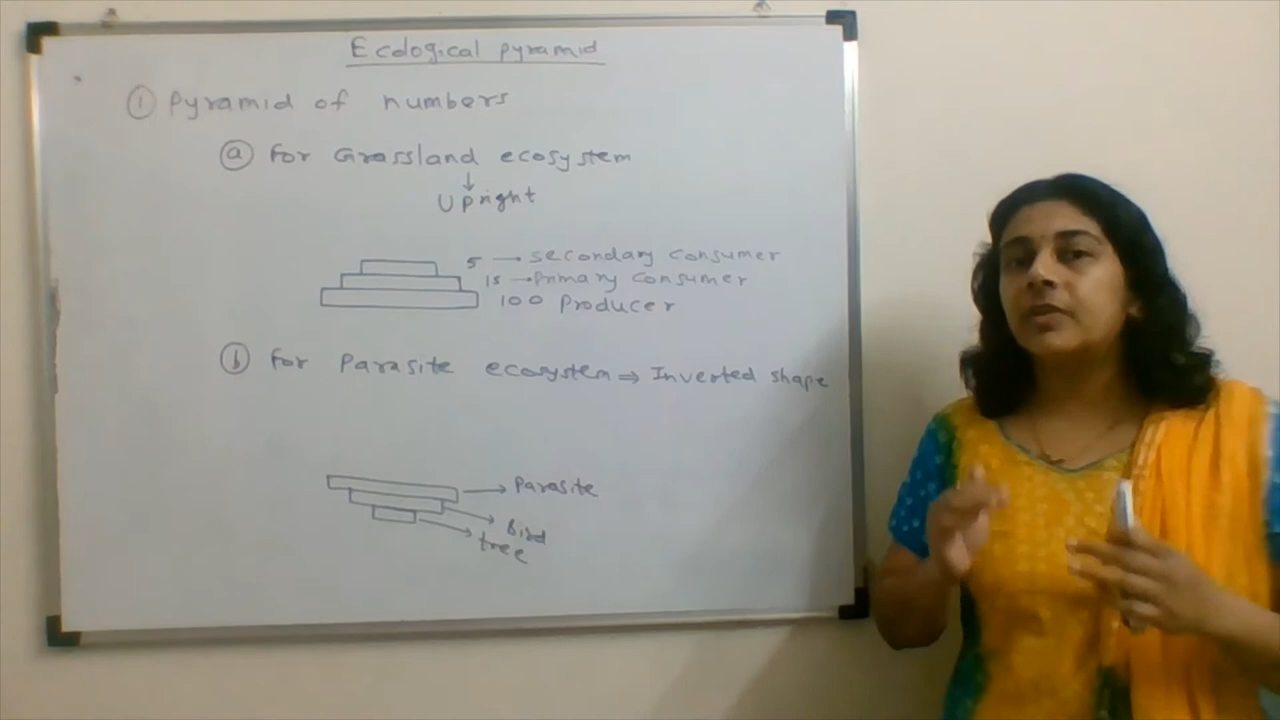 Ecological pyramid
① Pyramid of numbers
ⓐ For Grassland ecosystem
↓
Upright
5 → secondary consumer
15 → Primary consumer
100 Producer
ⓑ For Parasite ecosystem ⇒ Inverted shape
→ Parasite
→ Bird
→ tree